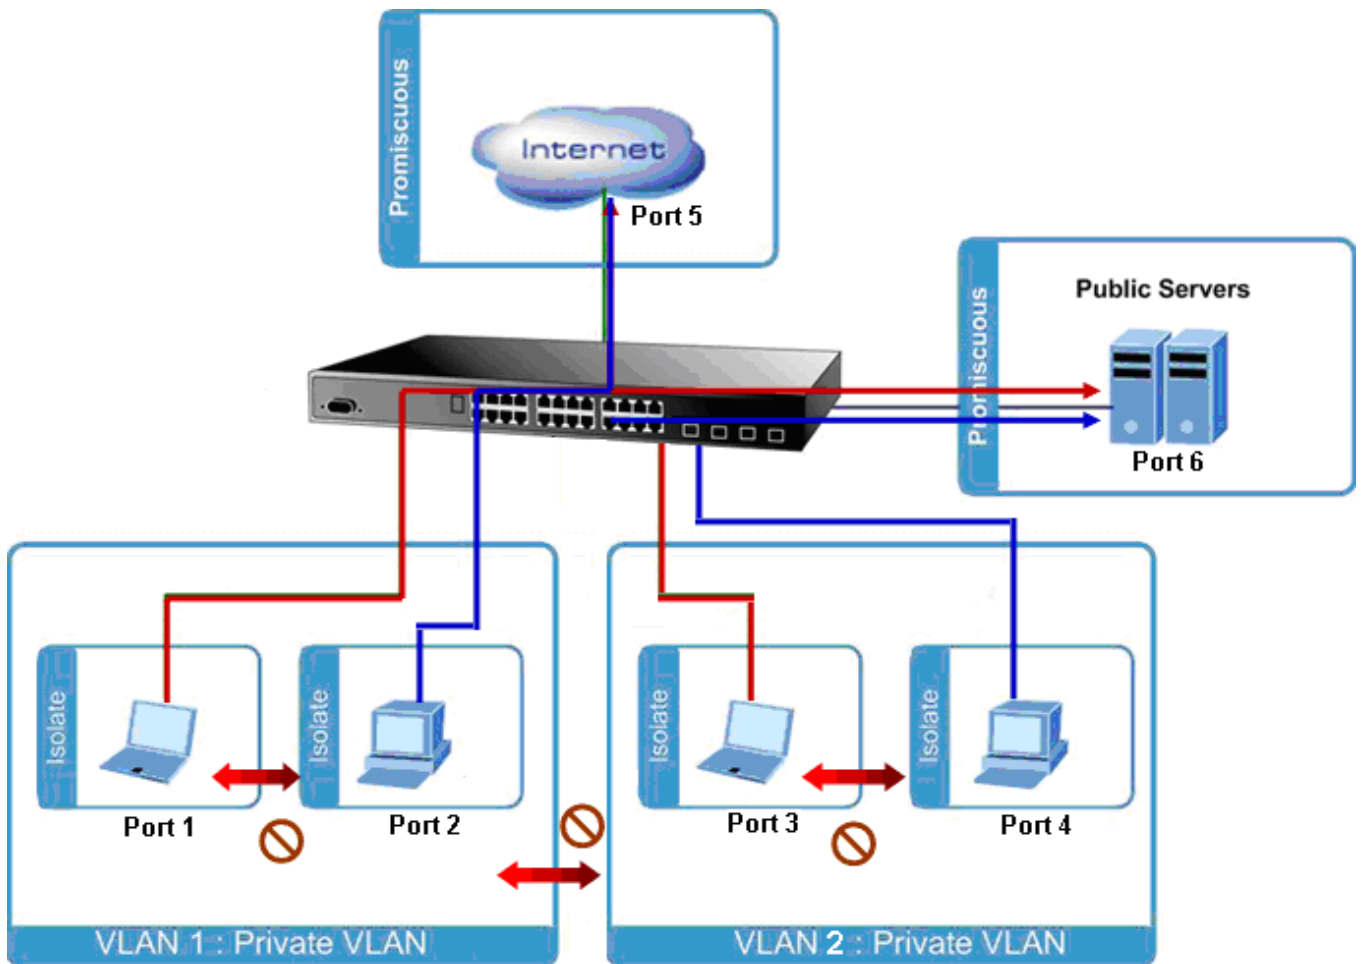 Promiscuous
Internet
Port 5
Promiscuous
Public Servers
Port 6
Isolate
Port 1
Isolate
Port 2
Isolate
Port 3
Isolate
Port 4
VLAN 1 : Private VLAN
VLAN 2 : Private VLAN